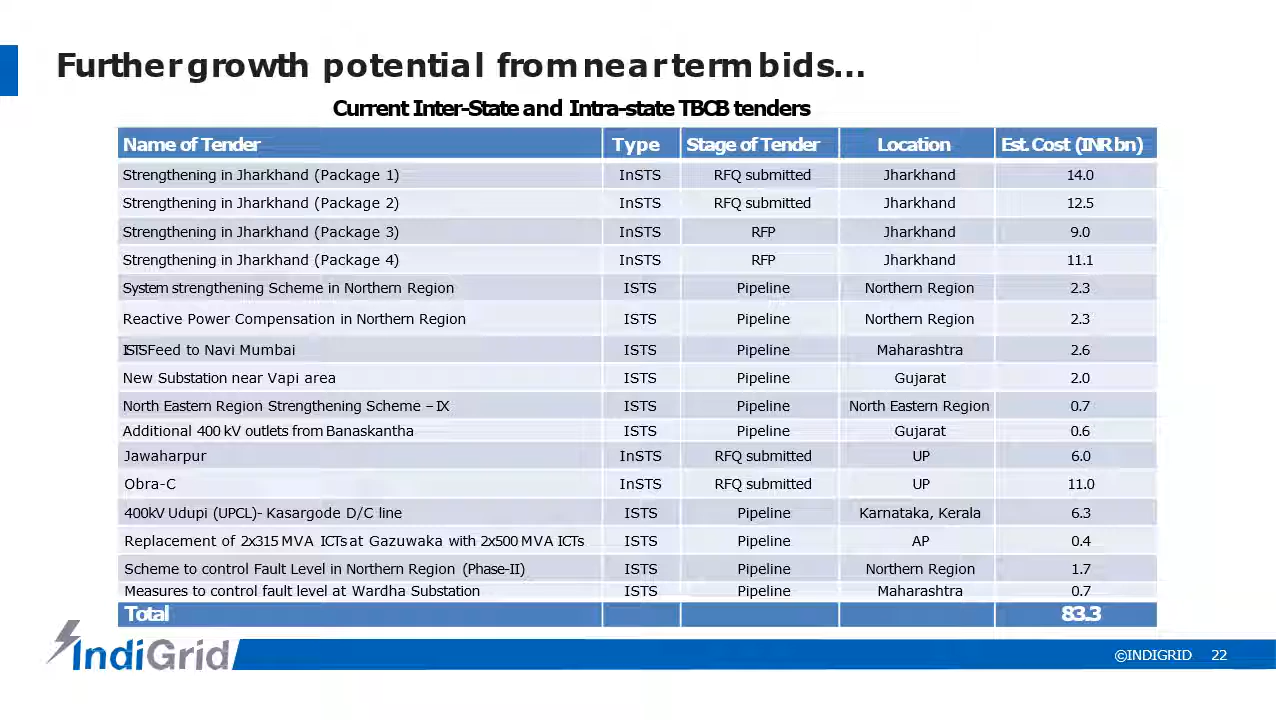 Further growth potential from near term bids...
Current Inter-State and Intra-state TBCB tenders
Name of Tender Type Stage of Tender Location Est. Cost (INR bn)
Strengthening in Jharkhand (Package 1) InSTS RFQ submitted Jharkhand 14.0
Strengthening in Jharkhand (Package 2) InSTS RFQ submitted Jharkhand 12.5
Strengthening in Jharkhand (Package 3) InSTS RFP Jharkhand 9.0
Strengthening in Jharkhand (Package 4) InSTS RFP Jharkhand 11.1
System strengthening Scheme in Northern Region ISTS Pipeline Northern Region 2.3
Reactive Power Compensation in Northern Region ISTS Pipeline Northern Region 2.3
ISTS Feed to Navi Mumbai ISTS Pipeline Maharashtra 2.6
New Substation near Vapi area ISTS Pipeline Gujarat 2.0
North Eastern Region Strengthening Scheme – IX ISTS Pipeline North Eastern Region 0.7
Additional 400 kV outlets from Banaskantha ISTS Pipeline Gujarat 0.6
Jawaharpur InSTS RFQ submitted UP 6.0
Obra-C InSTS RFQ submitted UP 11.0
400kV Udupi (UPCL)- Kasargode D/C line ISTS Pipeline Karnataka, Kerala 6.3
Replacement of 2x315 MVA ICTs at Gazuwaka with 2x500 MVA ICTs ISTS Pipeline AP 0.4
Scheme to control Fault Level in Northern Region (Phase-II) ISTS Pipeline Northern Region 1.7
Measures to control fault level at Wardha Substation ISTS Pipeline Maharashtra 0.7
Total 83.3
IndiGrid
©INDIGRID 22